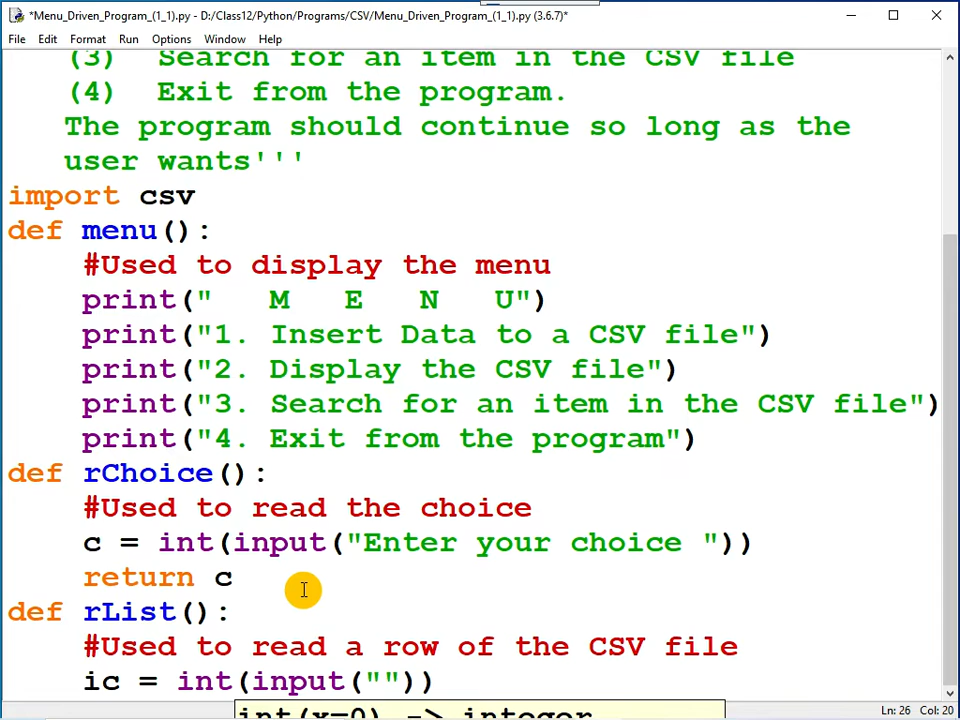 *Menu_Driven_Program_(1_1).py - D:/Class12/Python/Programs/CSV/Menu_Driven_Program_(1_1).py (3.6.7)*
File Edit Format Run Options Window Help
(3)  Search for an item in the CSV file
(4)  Exit from the program.
The program should continue so long as the
user wants'''
import csv
def menu():
    #Used to display the menu
    print("   M   E   N   U")
    print("1. Insert Data to a CSV file")
    print("2. Display the CSV file")
    print("3. Search for an item in the CSV file")
    print("4. Exit from the program")
def rChoice():
    #Used to read the choice
    c = int(input("Enter your choice "))
    return c
def rList():
    #Used to read a row of the CSV file
    ic = int(input(""))
int(x=0) -> integer
Ln: 26 Col: 20